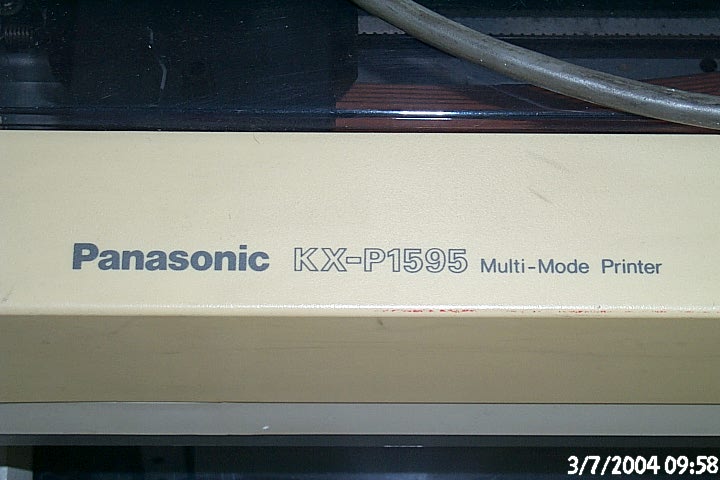 Panasonic KX-P1595 Multi-Mode Printer
3/7/2004 09:58